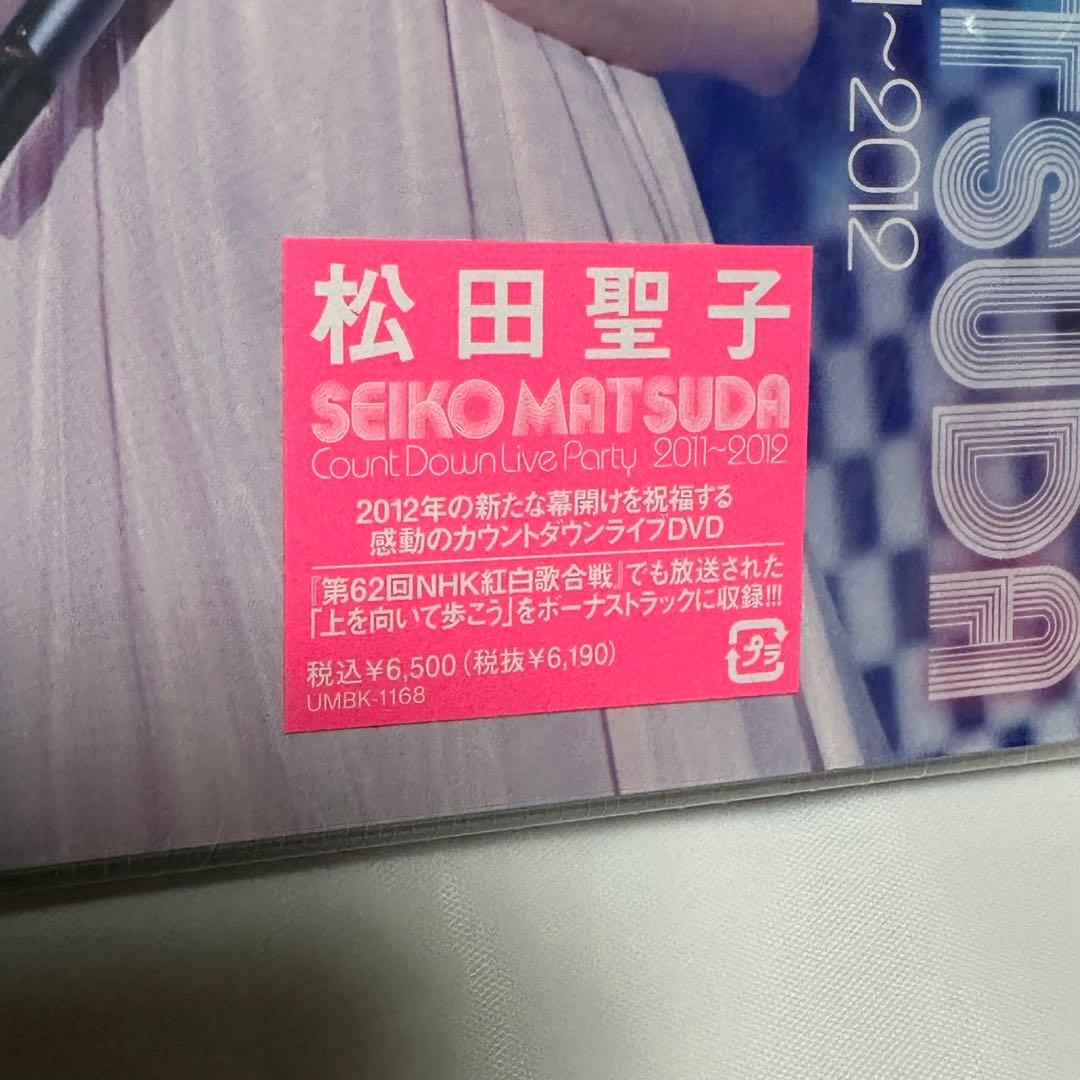 松田聖子
SEIKO MATSUDA
Count Down Live Party 2011~2012
2012年の新たな幕開けを祝福する
感動のカウントダウンライブDVD
『第62回NHK紅白歌合戦』でも放送された
「上を向いて歩こう」をボーナストラックに収録!!!
税込¥6,500(税抜¥6,190)
UMBK-1168
プラ
~2012
TSUDA